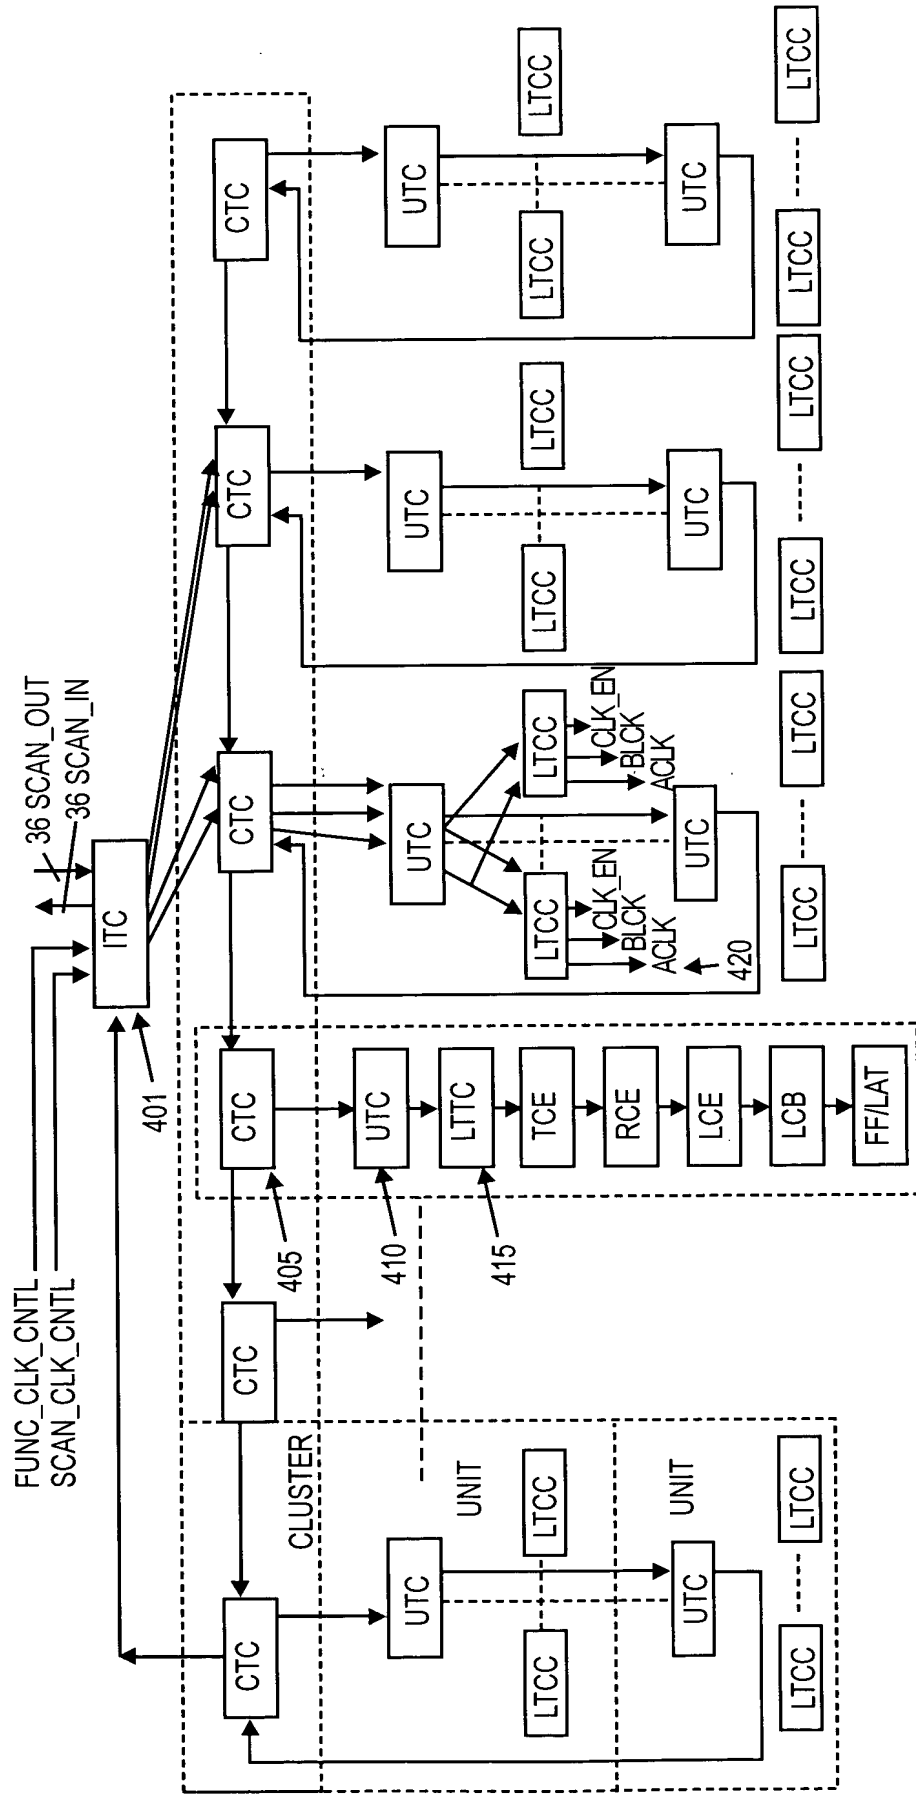 FUNC_CLK_CNTL
SCAN_CLK_CNTL
36 SCAN_OUT
36 SCAN_IN
ITC
401
CTC
CTC
CTC
CTC
CTC
CTC
CLUSTER
405
UTC
UNIT
LTCC
LTCC
UTC
UNIT
LTCC
LTCC
UTC
410
LTTC
415
TCE
RCE
LCE
LCB
FF/LAT
UTC
LTCC
LTCC
CLK_EN
BLCK
ACLK
CLK_EN
BLCK
ACLK
420
UTC
LTCC
LTCC
UTC
LTCC
LTCC
UTC
LTCC
LTCC
UTC
LTCC
LTCC
UTC
LTCC
LTCC